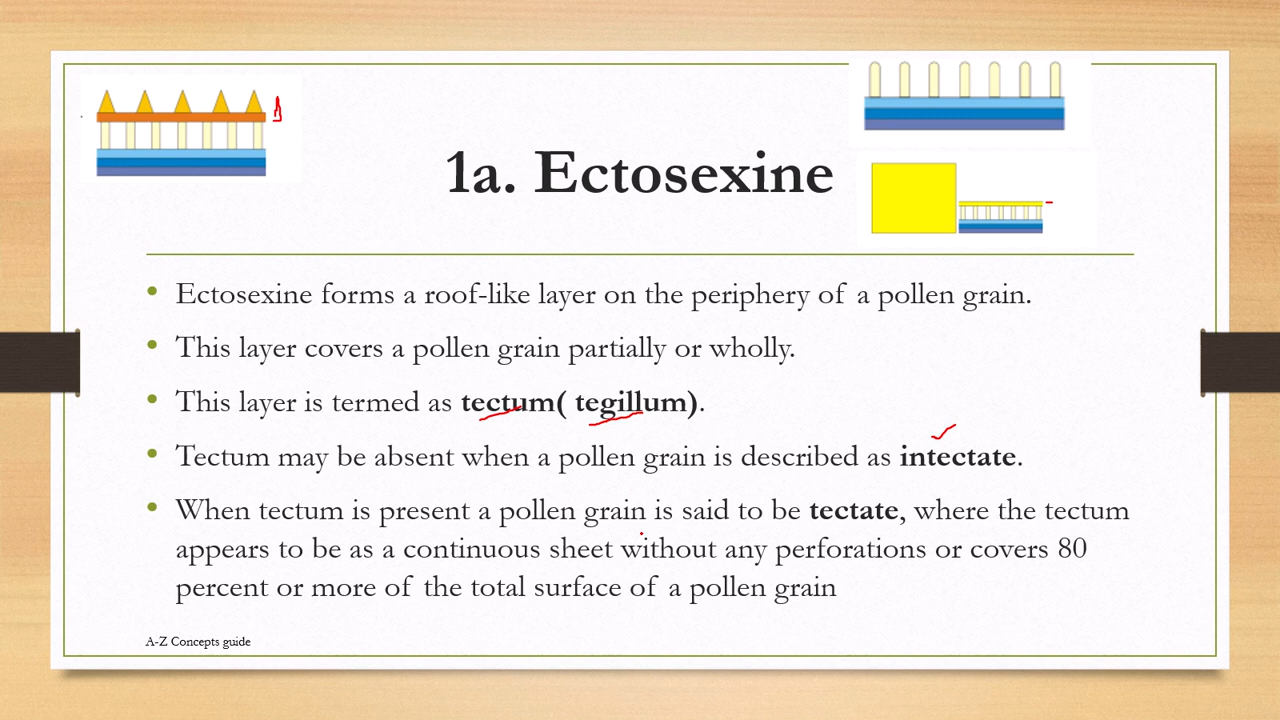 1a. Ectosexine
• Ectosexine forms a roof-like layer on the periphery of a pollen grain.
• This layer covers a pollen grain partially or wholly.
• This layer is termed as tectum( tegillum).
• Tectum may be absent when a pollen grain is described as intectate.
• When tectum is present a pollen grain is said to be tectate, where the tectum
appears to be as a continuous sheet without any perforations or covers 80
percent or more of the total surface of a pollen grain
A-Z Concepts guide